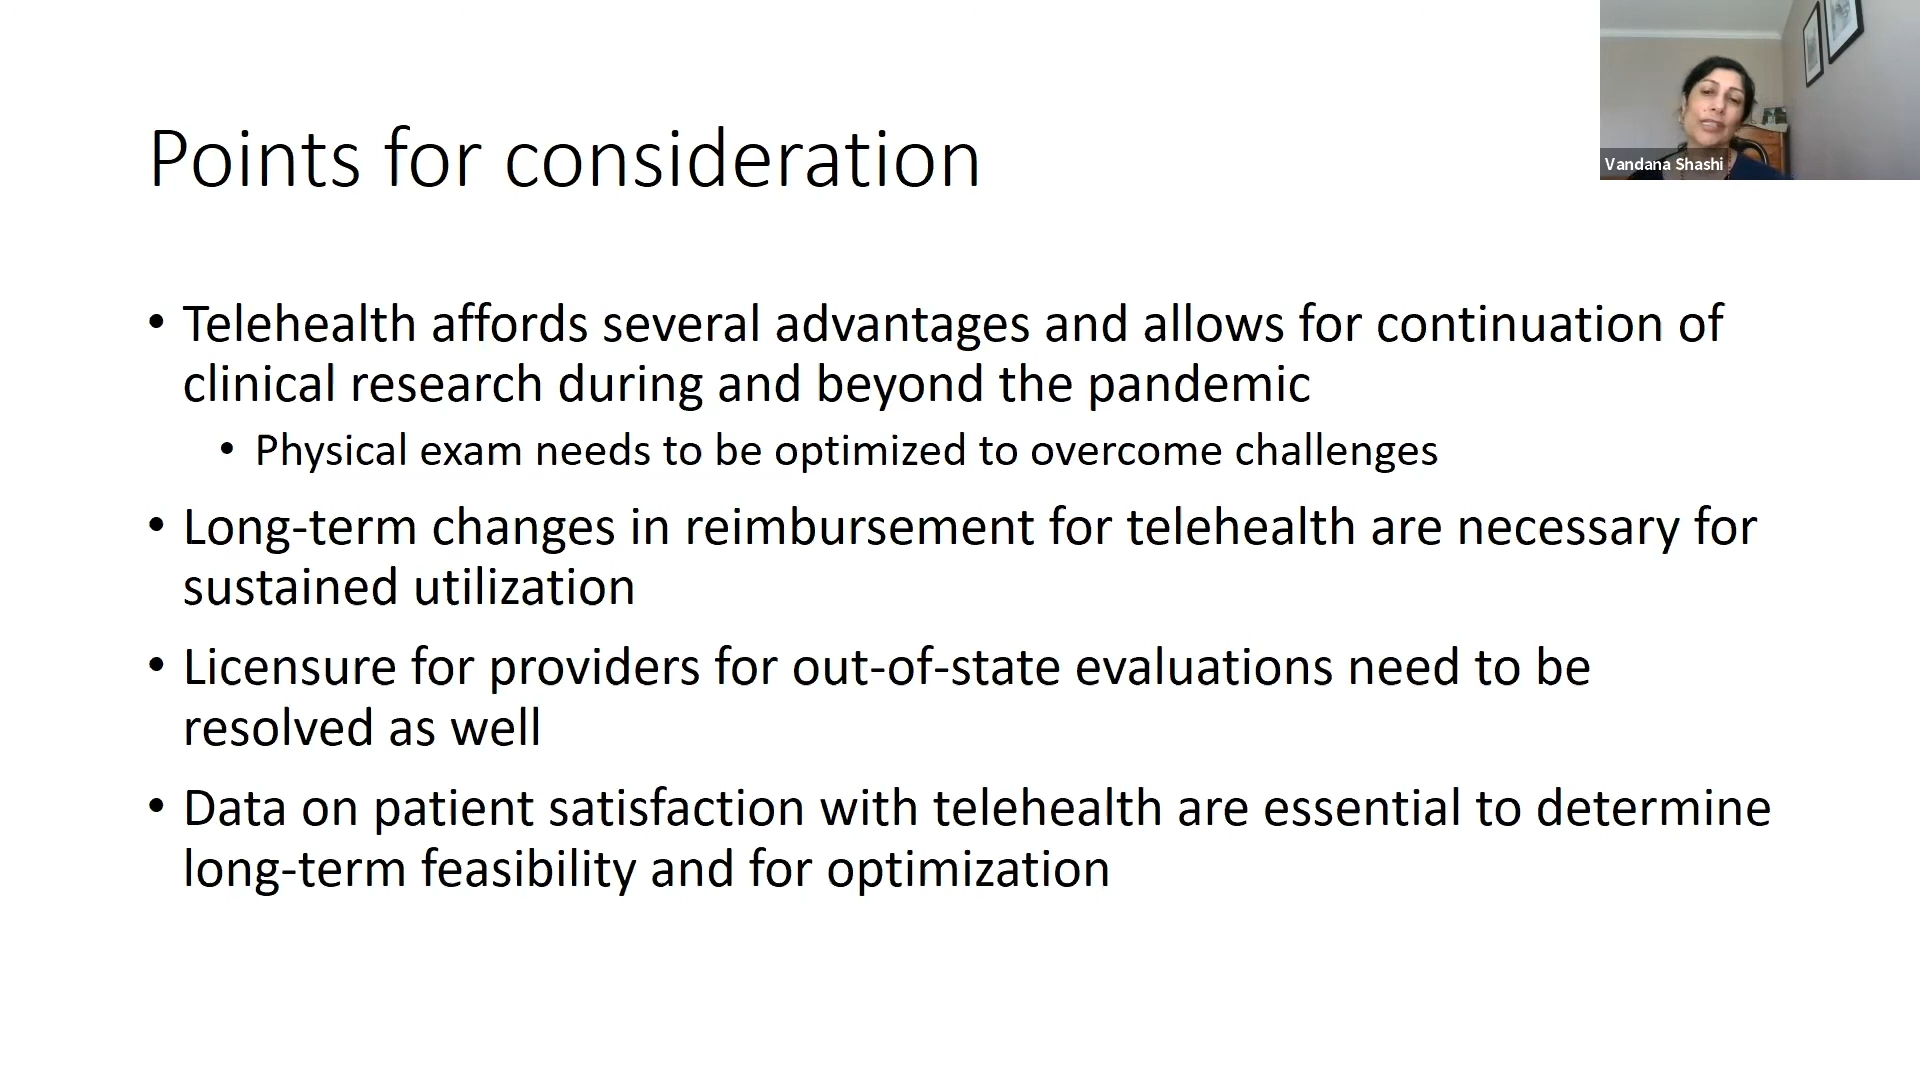 Points for consideration
Vandana Shashi
• Telehealth affords several advantages and allows for continuation of
clinical research during and beyond the pandemic
• Physical exam needs to be optimized to overcome challenges
• Long-term changes in reimbursement for telehealth are necessary for
sustained utilization
• Licensure for providers for out-of-state evaluations need to be
resolved as well
• Data on patient satisfaction with telehealth are essential to determine
long-term feasibility and for optimization